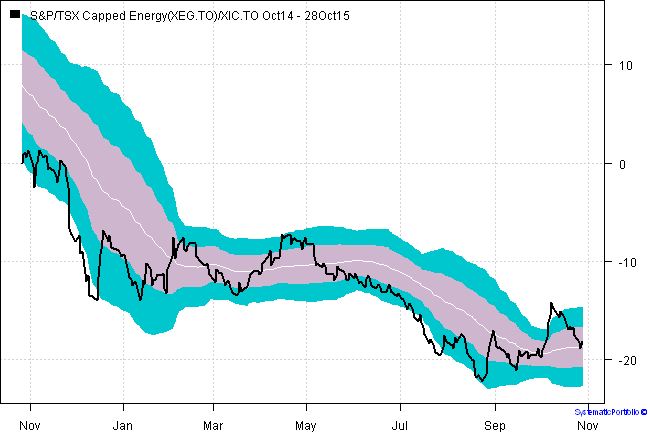 S&P/TSX Capped Energy(XEG.TO)/XIC.TO Oct14 - 28Oct15
10
0
-10
-20
Nov Jan Mar May Jul Sep Nov
SystematicPortfolio ©